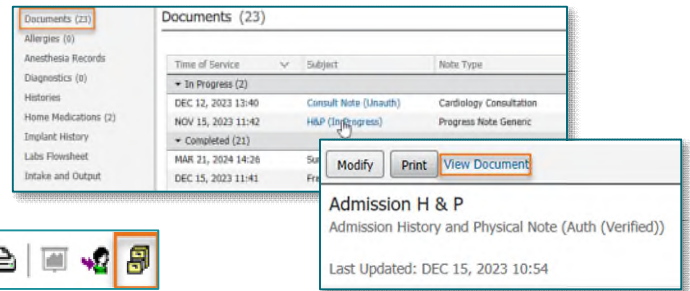 Documents (23)
Allergies (0)
Anesthesia Records
Diagnostics (0)
Histories
Home Medications (2)
Implant History
Labs Flowsheet
Intake and Output
Documents (23)
Time of Service Subject Note Type
In Progress (2)
DEC 12, 2023 13:40 Consult Note (Unauth) Cardiology Consultation
NOV 15, 2023 11:42 H&P (In Progress) Progress Note Generic
Completed (21)
MAR 21, 2024 14:26
DEC 15, 2023 11:41
Modify Print View Document
Admission H & P
Admission History and Physical Note (Auth (Verified))
Last Updated: DEC 15, 2023 10:54